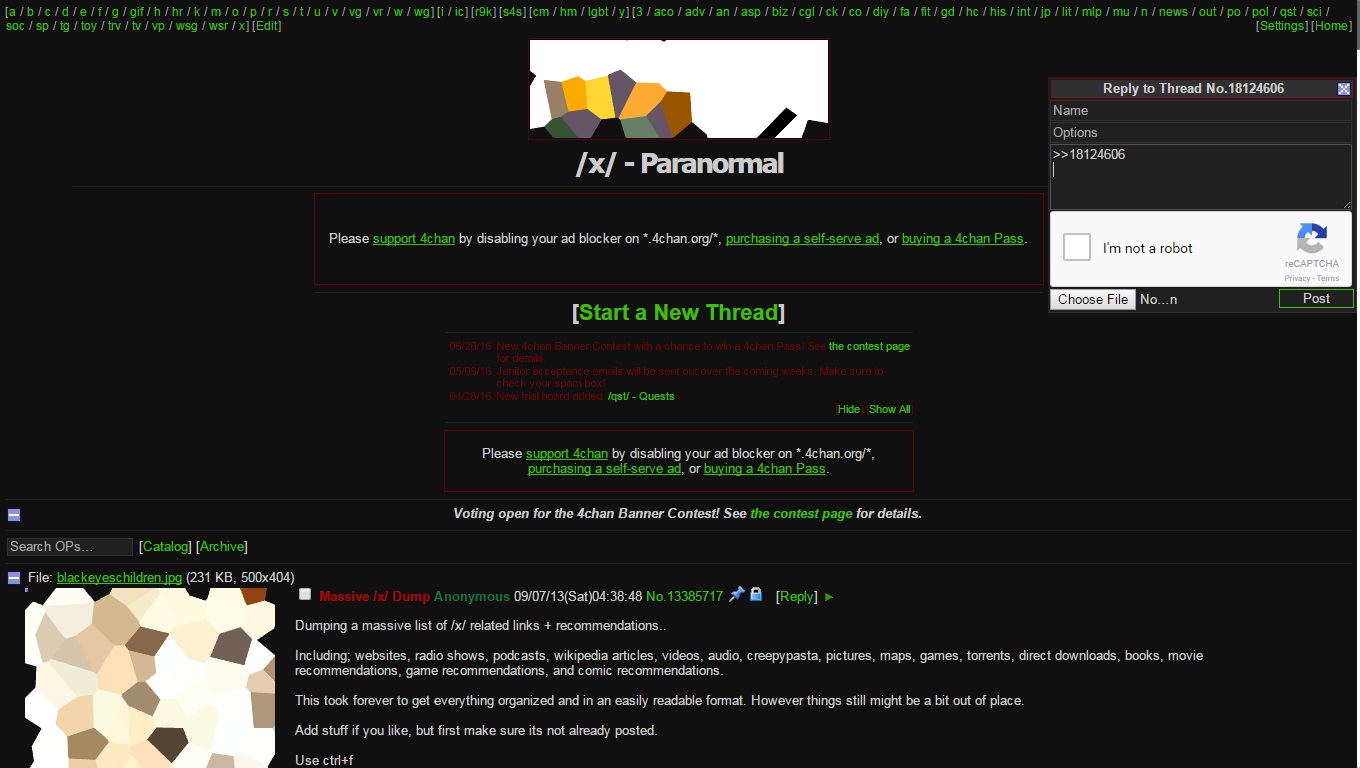 [a / b / c / d / e / f / g / gif / h / hr / k / m / o / p / r / s / t / u / v / vg / vr / w / wg] [i / ic] [r9k] [s4s] [cm / hm / lgbt / y] [3 / aco / adv / an / asp / biz / cgl / ck / co / diy / fa / fit / gd / hc / his / int / jp / lit / mlp / mu / n / news / out / po / pol / qst / sci /
soc / sp / tg / toy / trv / tv / vp / wsg / wsr / x] [Edit]
[Settings] [Home]
Reply to Thread No.18124606
Name
Options
>>18124606
I'm not a robot
reCAPTCHA
Privacy - Terms
Choose File No...n
Post
/x/ - Paranormal
Please support 4chan by disabling your ad blocker on *.4chan.org/*, purchasing a self-serve ad, or buying a 4chan Pass.
[Start a New Thread]
06/20/16 New 4chan Banner Contest with a chance to win a 4chan Pass! See the contest page
for details
05/08/16 Janitor acceptance emails will be sent out over the coming weeks. Make sure to
check your spam box!
04/28/16 New trial board added: /qst/ - Quests
[Hide] [Show All]
Please support 4chan by disabling your ad blocker on *.4chan.org/*,
purchasing a self-serve ad, or buying a 4chan Pass.
Voting open for the 4chan Banner Contest! See the contest page for details.
Search OPs...
[Catalog] [Archive]
File: blackeyeschildren.jpg (231 KB, 500x404)
Massive /x/ Dump Anonymous 09/07/13(Sat)04:38:48 No.13385717 [Reply] ►
Dumping a massive list of /x/ related links + recommendations..
Including; websites, radio shows, podcasts, wikipedia articles, videos, audio, creepypasta, pictures, maps, games, torrents, direct downloads, books, movie
recommendations, game recommendations, and comic recommendations.
This took forever to get everything organized and in an easily readable format. However things still might be a bit out of place.
Add stuff if you like, but first make sure its not already posted.
Use ctrl+f